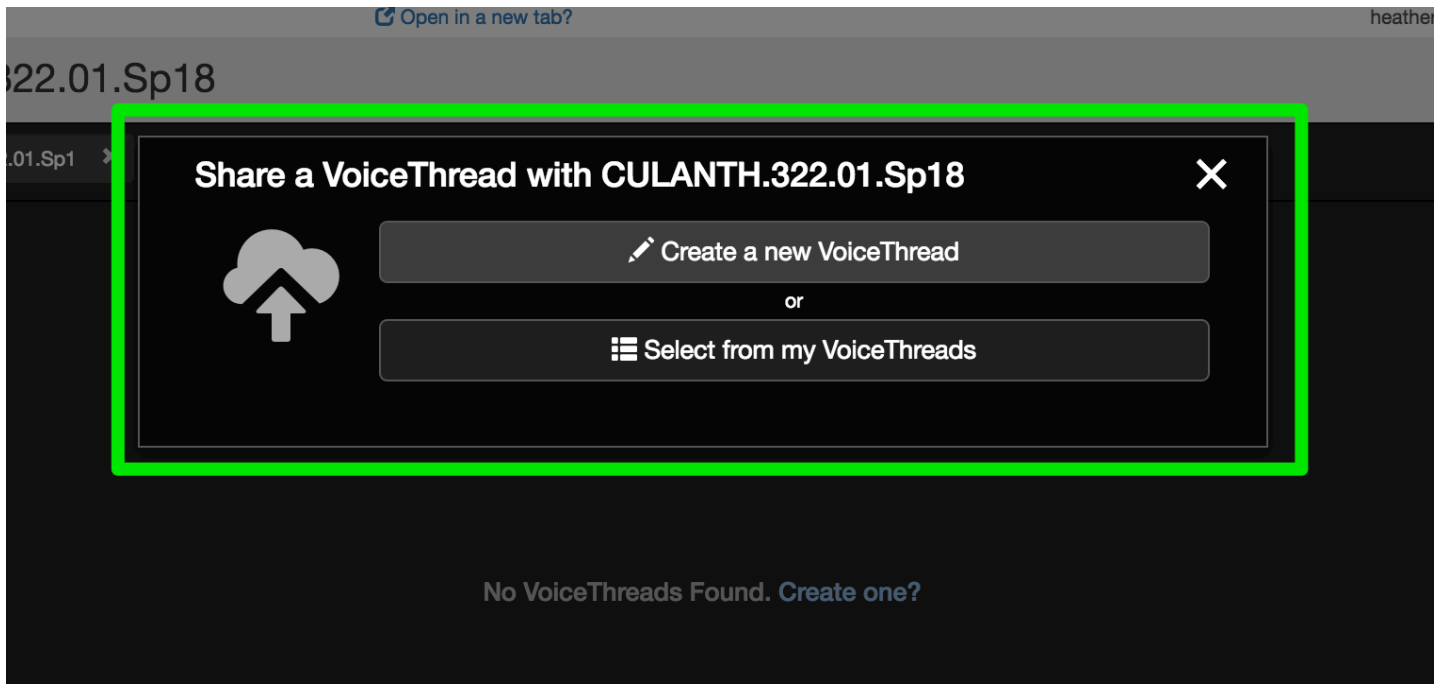 Open in a new tab?
heather
322.01.Sp18
.01.Sp1
Share a VoiceThread with CULANTH.322.01.Sp18
Create a new VoiceThread
or
Select from my VoiceThreads
No VoiceThreads Found. Create one?